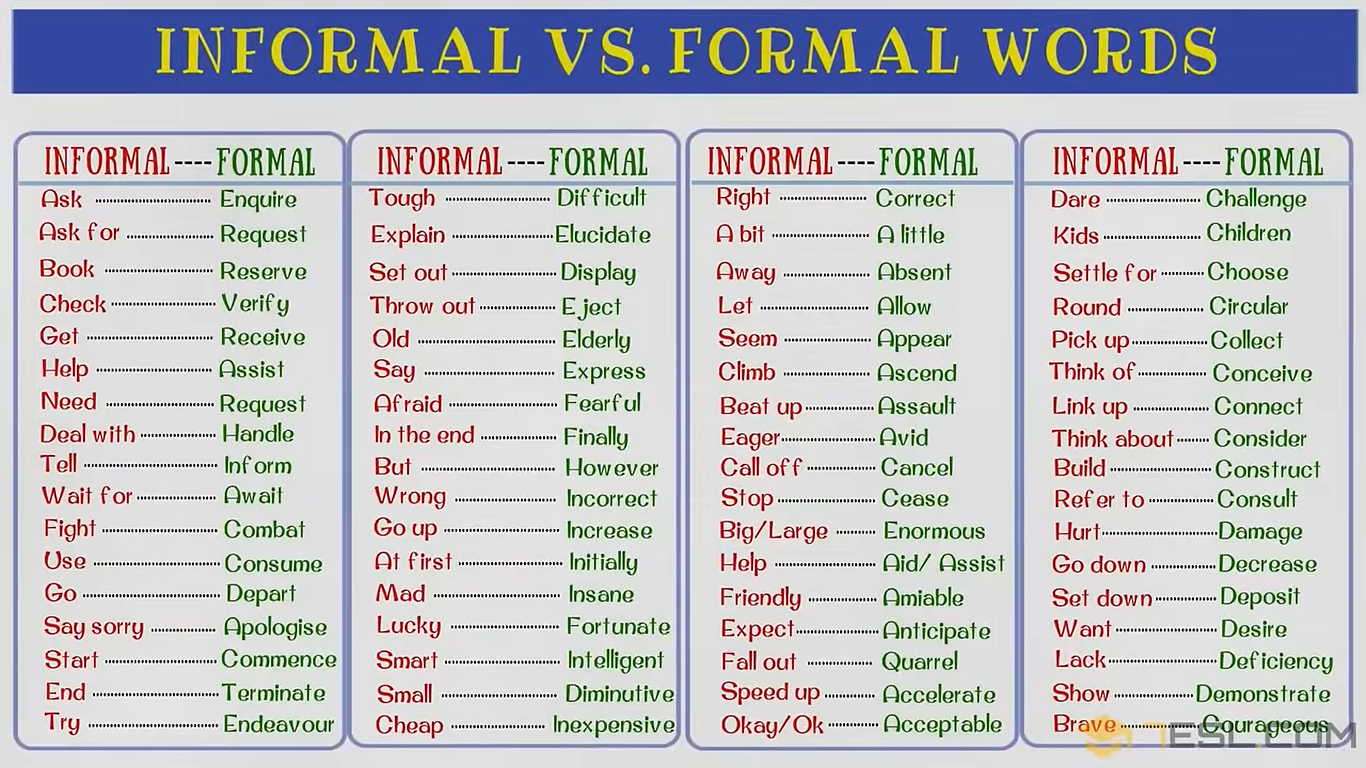 INFORMAL VS. FORMAL WORDS
INFORMAL ---- FORMAL
Ask ........ Enquire
Ask for ........ Request
Book ........ Reserve
Check ........ Verify
Get ........ Receive
Help ........ Assist
Need ........ Request
Deal with ........ Handle
Tell ........ Inform
Wait for ........ Await
Fight ........ Combat
Use ........ Consume
Go ........ Depart
Say sorry ........ Apologise
Start ........ Commence
End ........ Terminate
Try ........ Endeavour
INFORMAL ---- FORMAL
Tough ........ Difficult
Explain ........ Elucidate
Set out ........ Display
Throw out ........ Eject
Old ........ Elderly
Say ........ Express
Afraid ........ Fearful
In the end ........ Finally
But ........ However
Wrong ........ Incorrect
Go up ........ Increase
At first ........ Initially
Mad ........ Insane
Lucky ........ Fortunate
Smart ........ Intelligent
Small ........ Diminutive
Cheap ........ Inexpensive
INFORMAL ---- FORMAL
Right ........ Correct
A bit ........ A little
Away ........ Absent
Let ........ Allow
Seem ........ Appear
Climb ........ Ascend
Beat up ........ Assault
Eager ........ Avid
Call off ........ Cancel
Stop ........ Cease
Big/Large ........ Enormous
Help ........ Aid/ Assist
Friendly ........ Amiable
Expect ........ Anticipate
Fall out ........ Quarrel
Speed up ........ Accelerate
Okay/Ok ........ Acceptable
INFORMAL ---- FORMAL
Dare ........ Challenge
Kids ........ Children
Settle for ........ Choose
Round ........ Circular
Pick up ........ Collect
Think of ........ Conceive
Link up ........ Connect
Think about ........ Consider
Build ........ Construct
Refer to ........ Consult
Hurt ........ Damage
Go down ........ Decrease
Set down ........ Deposit
Want ........ Desire
Lack ........ Deficiency
Show ........ Demonstrate
Brave ........ Courageous
7ESL.COM